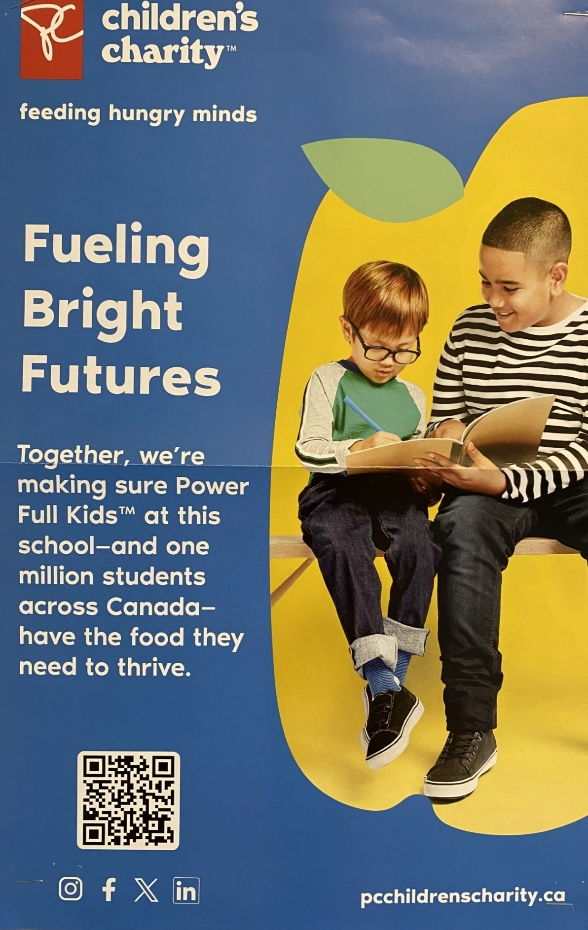 PC
children's
charity™
feeding hungry minds
Fueling
Bright
Futures
Together, we're
making sure Power
Full Kids™ at this
school—and one
million students
across Canada—
have the food they
need to thrive.
pcchildrenscharity.ca